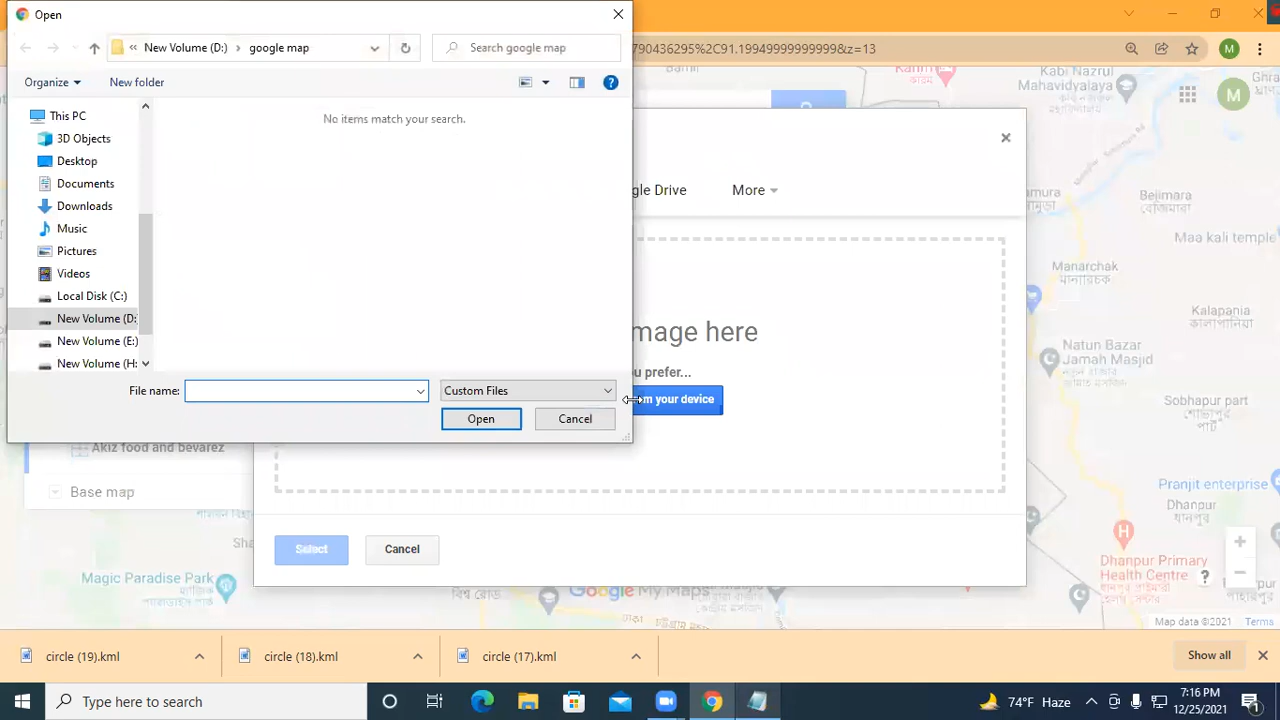 Open
New Volume (D:) › google map
Search google map
790436295%2C91.19949999999999&z=13
M
Organize
New folder
This PC
3D Objects
Desktop
Documents
Downloads
Music
Pictures
Videos
Local Disk (C:)
New Volume (D:
New Volume (E:)
New Volume (H:
No items match your search.
File name:
Custom Files
Open
Cancel
gle Drive
More
mage here
u prefer...
m your device
Select
Cancel
Akiz food and bevarez
Base map
Kabi Nazrul
Mahavidyalaya
M
Bejimara
বেজিমারা
Maa kali temple
Manarchak
মানারচক
Kalapania
কালাপানিয়া
Natun Bazar
Jamah Masjid
Sobhapur part
Pranjit enterprise
Dhanpur
ধানপুর
Dhanpur Primary
Health Centre
Magic Paradise Park
Google My Maps
Map data ©2021
Terms
circle (19).kml
circle (18).kml
circle (17).kml
Show all
Type here to search
74°F Haze
7:16 PM
12/25/2021